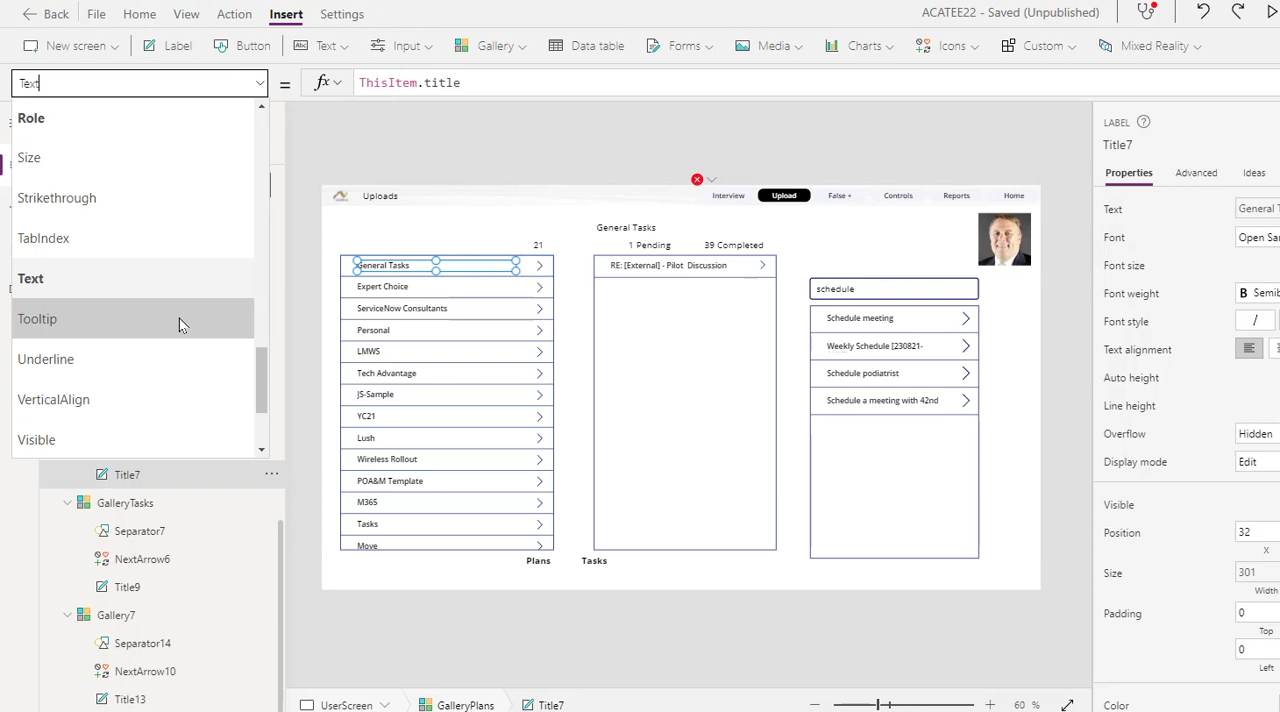 Back File Home View Action Insert Settings
ACATEE22 - Saved (Unpublished)
New screen Label Button Text Input Gallery Data table Forms Media Charts Icons Custom Mixed Reality
Text = fx ThisItem.title
Role
Size
Strikethrough
TabIndex
Text
Tooltip
Underline
VerticalAlign
Visible
Title7
GalleryTasks
Separator7
NextArrow6
Title9
Gallery7
Separator14
NextArrow10
Title13
Uploads Interview Upload False + Controls Reports Home
General Tasks
21 1 Pending 39 Completed
General Tasks
Expert Choice
ServiceNow Consultants
Personal
LMWS
Tech Advantage
JS-Sample
YC21
Lush
Wireless Rollout
POA&M Template
M365
Tasks
Move
Plans
RE: [External] - Pilot Discussion
Tasks
schedule
Schedule meeting
Weekly Schedule [230821-
Schedule podiatrist
Schedule a meeting with 42nd
UserScreen GalleryPlans Title7
60 %
LABEL ?
Title7
Properties Advanced Ideas
Text General T
Font Open Sa
Font size
Font weight B Semib
Font style /
Text alignment
Auto height
Line height
Overflow Hidden
Display mode Edit
Visible
Position 32
X
Size 301
Width
Padding 0
Top
0
Left
Color